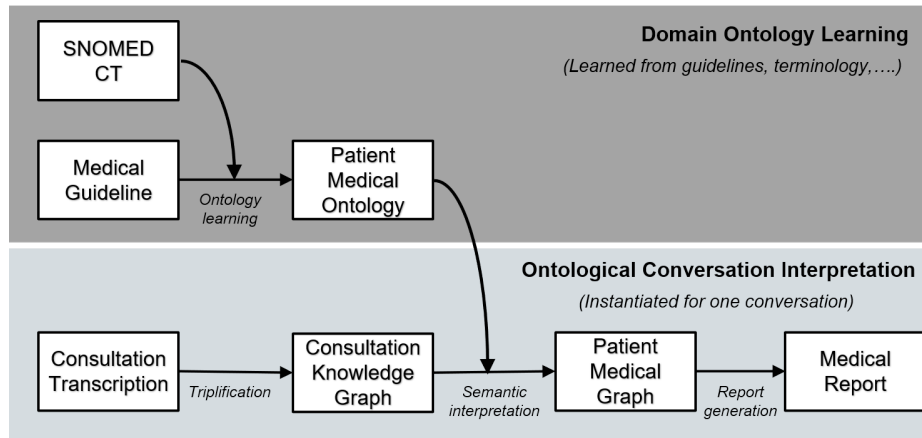 Domain Ontology Learning
(Learned from guidelines, terminology,….)
SNOMED
CT
Medical
Guideline
Ontology
learning
Patient
Medical
Ontology
Ontological Conversation Interpretation
(Instantiated for one conversation)
Consultation
Transcription
Triplification
Consultation
Knowledge
Graph
Semantic
interpretation
Patient
Medical
Graph
Report
generation
Medical
Report